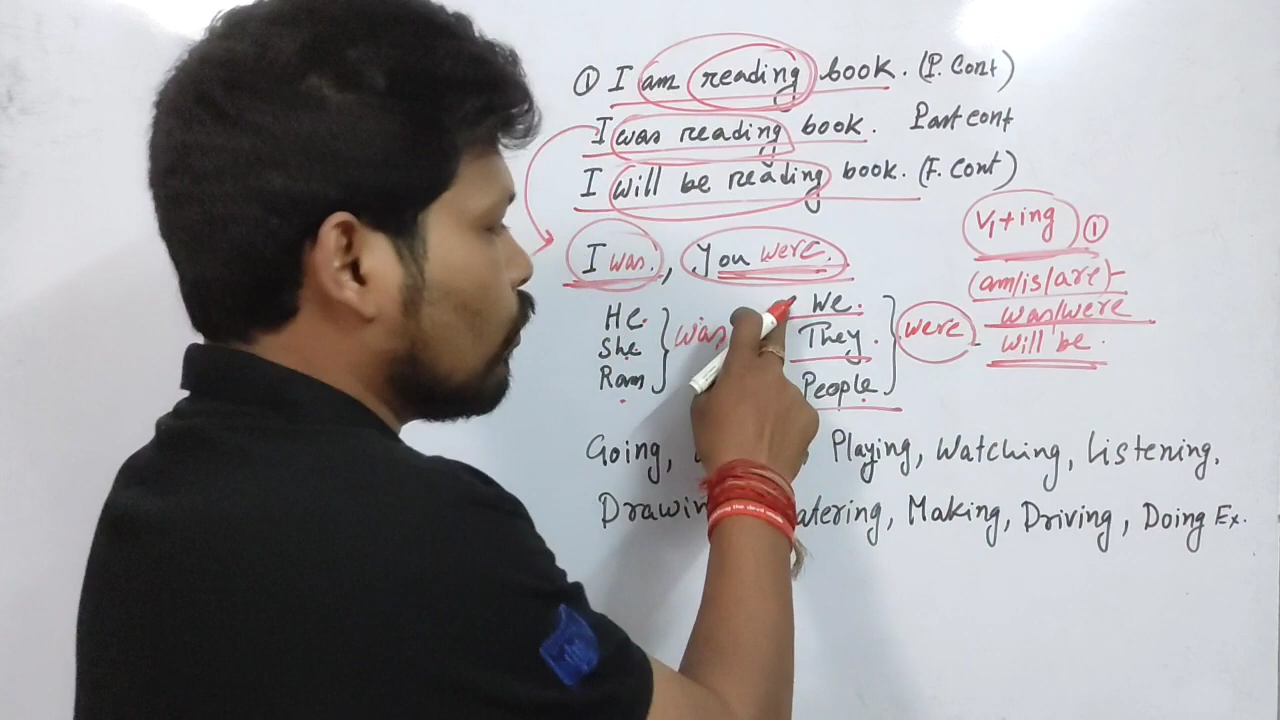 ① I am reading book. (P. Cont)
I was reading book. Past cont
I will be reading book. (F. Cont)
I was., You were.
V₁+ing ①
(am/is/are)-
was/were
will be.
He.
She
Ram
was
We.
They.
People
were -
Going, Playing, Watching, Listening.
Making, Driving, Doing Ex.